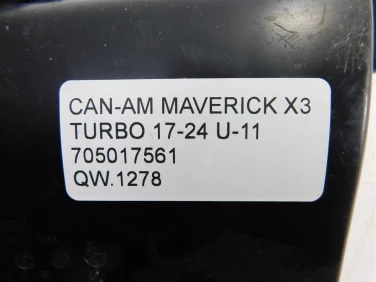 CAN-AM MAVERICK X3
TURBO 17-24 U-11
705017561
QW.1278